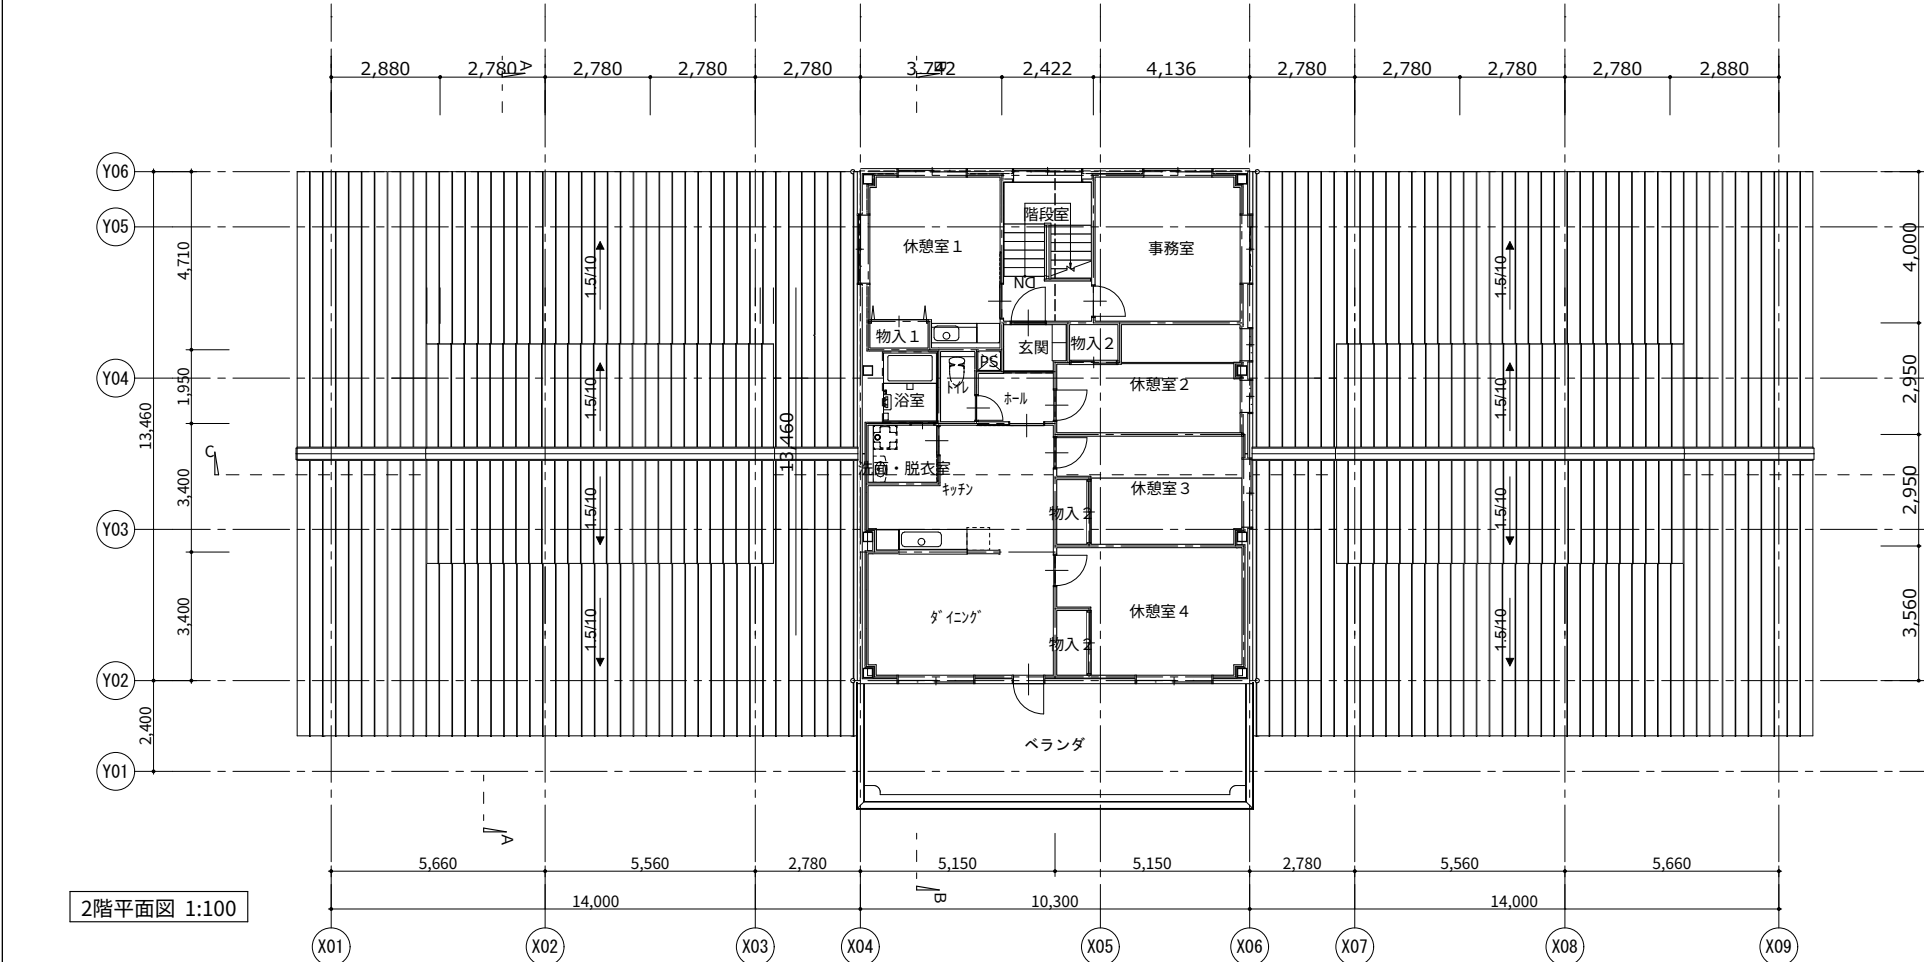 2,880 2,780 2,780 2,780 2,780 3,742 2,422 4,136 2,780 2,780 2,780 2,780 2,880
A
B
Y06
Y05
Y04
Y03
Y02
Y01
4,710
1,950
3,400
3,400
13,460
2,400
13,460
C
1.5/10
1.5/10
1.5/10
1.5/10
階段室
休憩室1
事務室
DN
物入1
玄関
物入2
PS
休憩室2
トイレ
ホール
浴室
洗面・脱衣室
キッチン
休憩室3
物入2
ダイニング
休憩室4
物入2
ベランダ
1.5/10
1.5/10
1.5/10
1.5/10
4,000
2,950
2,950
3,560
A
B
5,660 5,560 2,780 5,150 5,150 2,780 5,560 5,660
14,000 10,300 14,000
2階平面図 1:100
X01 X02 X03 X04 X05 X06 X07 X08 X09